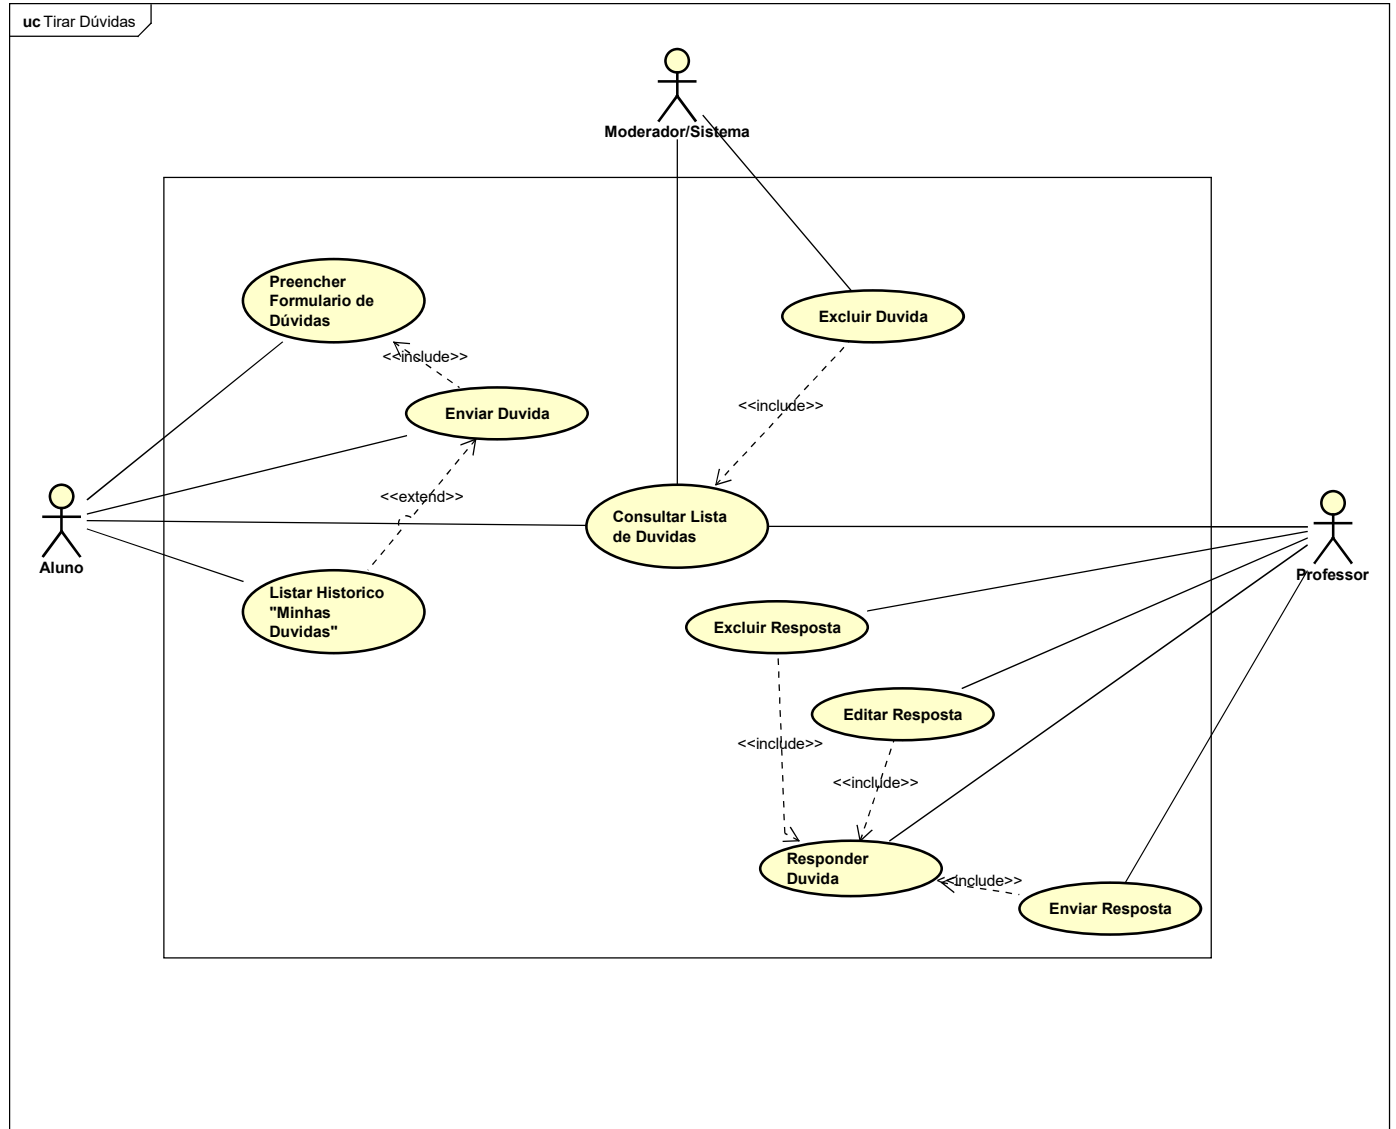 uc Tirar Dúvidas
Moderador/Sistema
Preencher
Formulario de
Dúvidas
Excluir Duvida
<<include>>
Enviar Duvida
<<include>>
<<extend>>
Consultar Lista
de Duvidas
Aluno
Professor
Listar Historico
"Minhas
Duvidas"
Excluir Resposta
Editar Resposta
<<include>>
<<include>>
Responder
Duvida
<<include>>
Enviar Resposta